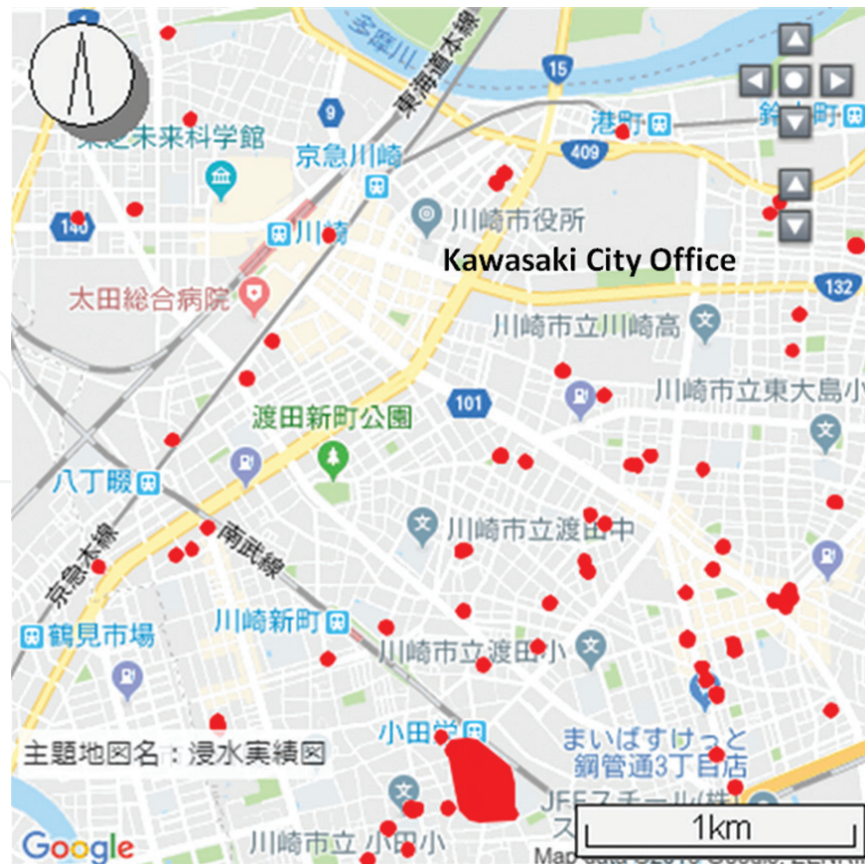 多摩川
東海道本線
15
港町
鈴木町
9
409
東芝未来科学館
京急川崎
川崎市役所
140
川崎
Kawasaki City Office
太田総合病院
132
川崎市立川崎高
101
川崎市立東大島小
渡田新町公園
八丁畷
川崎市立渡田中
京急本線
南武線
鶴見市場
川崎新町
川崎市立渡田小
小田栄
主題地図名:浸水実績図
まいばすけっと
鋼管通3丁目店
JFEスチール(株)
川崎市立 小田小
1km
Google